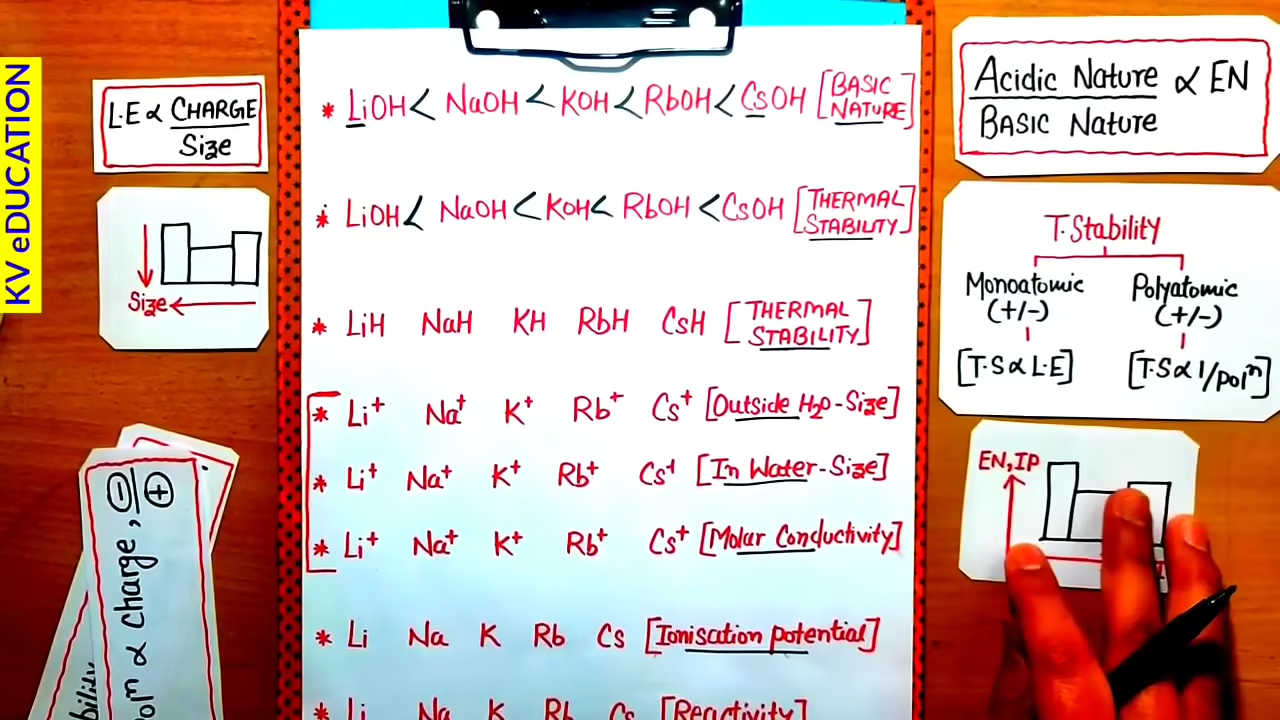 KV eDUCATION
L.E ∝ CHARGE
Size
Size
* LiOH < NaOH < KOH < RbOH < CsOH [BASIC
NATURE]
* LiOH < NaOH < KOH < RbOH < CsOH [THERMAL
STABILITY]
* LiH NaH KH RbH CsH [THERMAL
STABILITY]
* Li⁺ Na⁺ K⁺ Rb⁺ Cs⁺ [Outside H₂O-Size]
* Li⁺ Na⁺ K⁺ Rb⁺ Cs⁺ [In Water-Size]
* Li⁺ Na⁺ K⁺ Rb⁺ Cs⁺ [Molar Conductivity]
* Li Na K Rb Cs [Ionisation potential]
* Li Na K Rb Cs [Reactivity]
Acidic Nature ∝ EN
BASIC Nature
T.Stability
Monoatomic Polyatomic
(+/-) (+/-)
[T.S ∝ L.E] [T.S ∝ 1/polⁿ]
EN, IP
Polⁿ ∝ charge, ⊖ ⊕